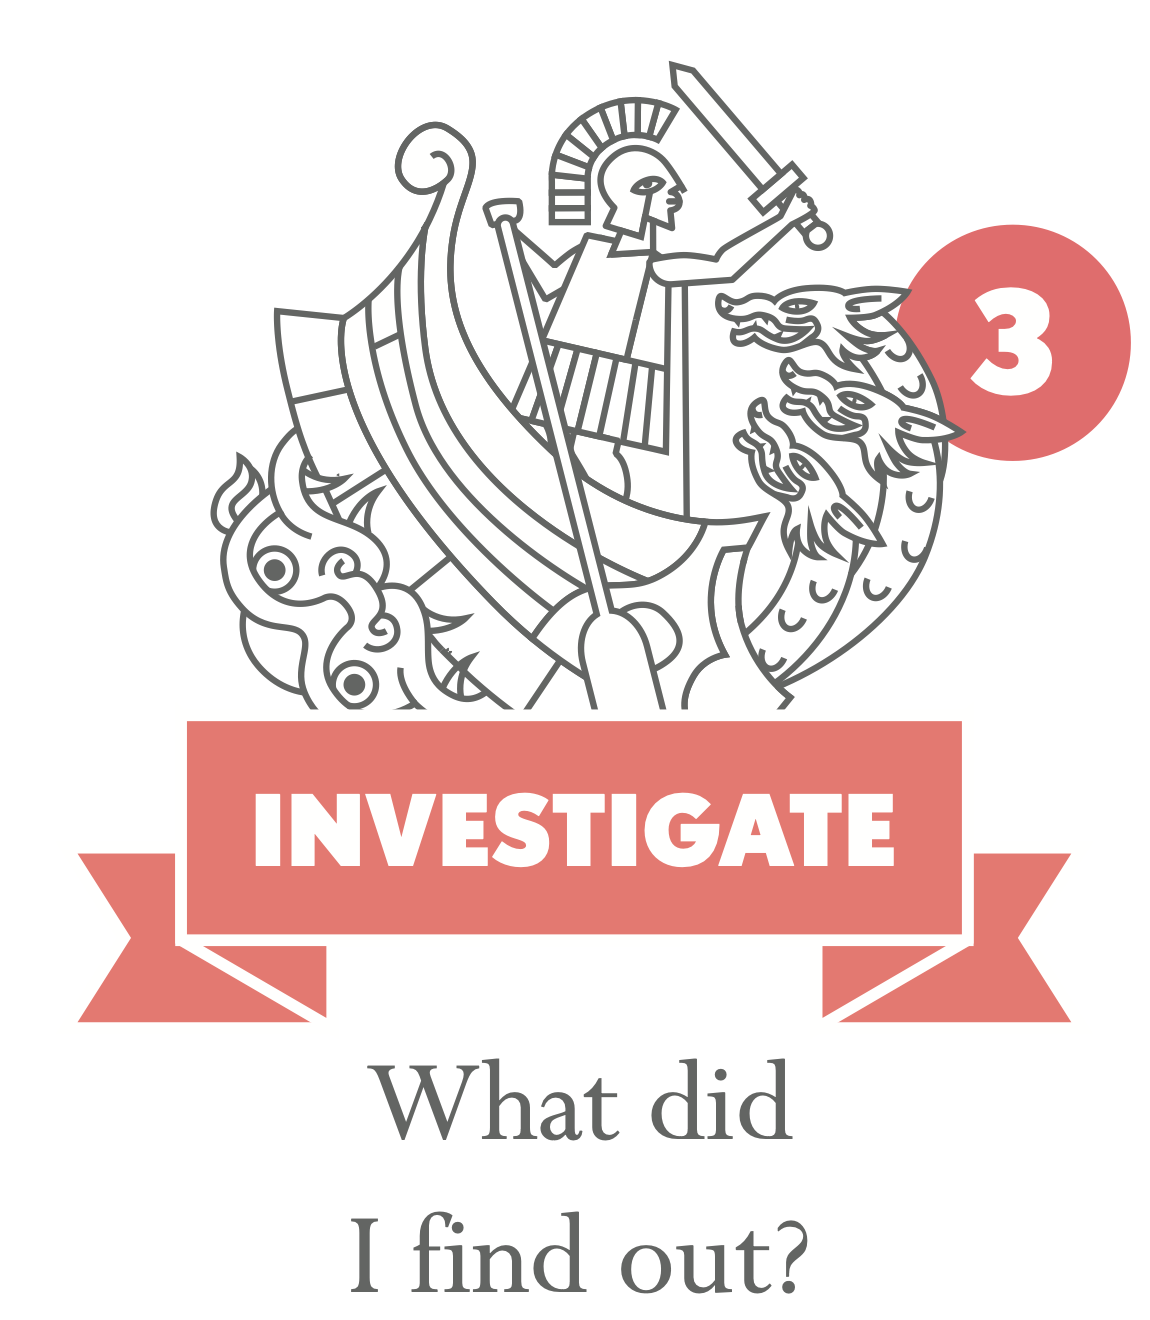 3
INVESTIGATE
What did
I find out?